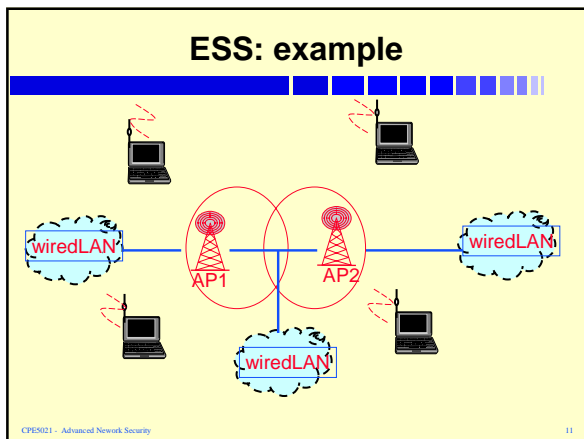 ESS: example
wiredLAN
wiredLAN
AP1
AP2
wiredLAN
CPE5021 - Advanced Nework Security
11